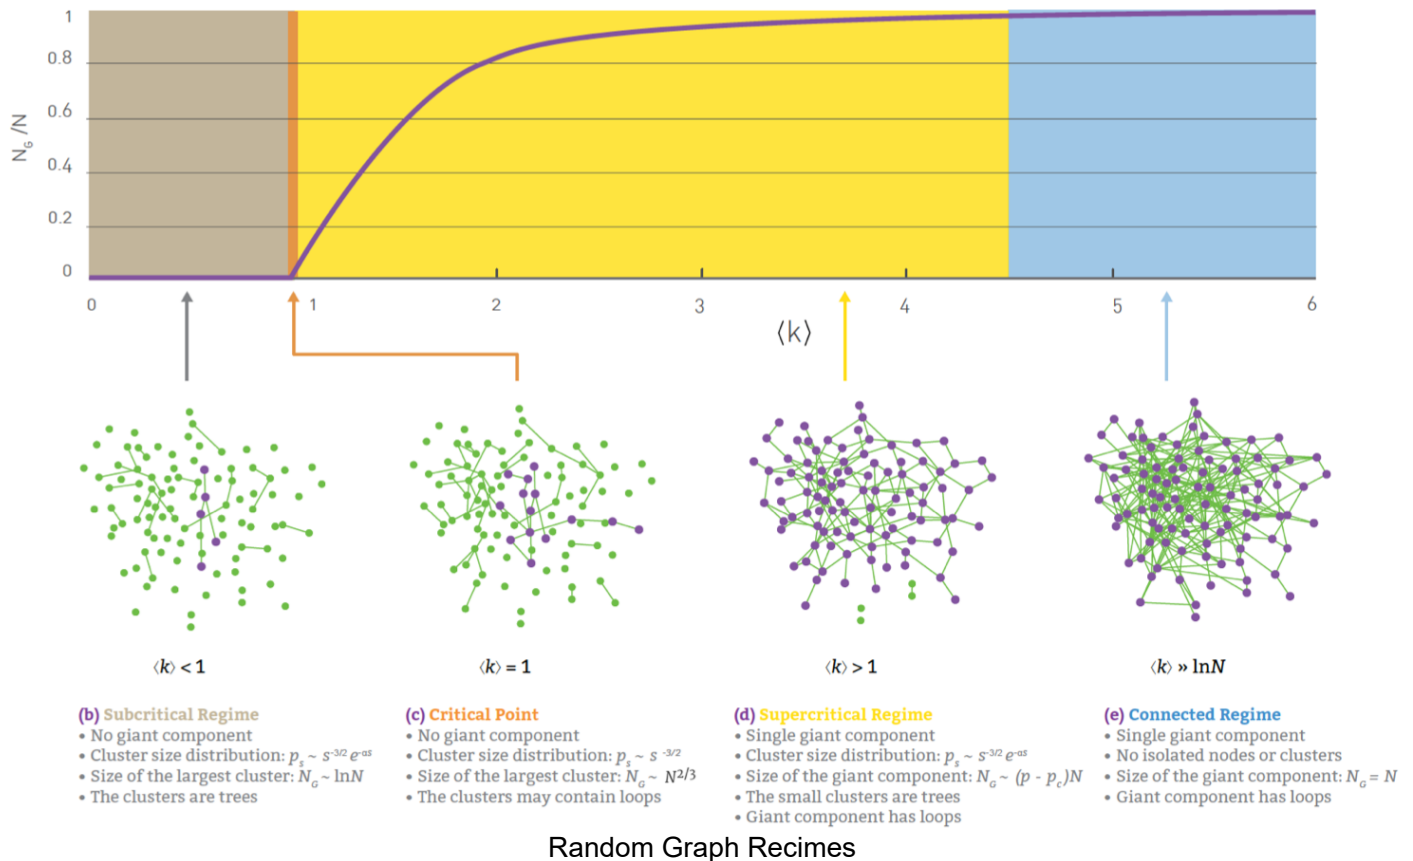 1
0.8
0.6
0.4
0.2
0
N_G /N
0 1 2 3 4 5 6
⟨k⟩
⟨k⟩ < 1
⟨k⟩ = 1
⟨k⟩ > 1
⟨k⟩ » lnN
(b) Subcritical Regime
• No giant component
• Cluster size distribution: p_s ~ s^-3/2 e^-αs
• Size of the largest cluster: N_G ~ lnN
• The clusters are trees
(c) Critical Point
• No giant component
• Cluster size distribution: p_s ~ s^-3/2
• Size of the largest cluster: N_G ~ N^2/3
• The clusters may contain loops
(d) Supercritical Regime
• Single giant component
• Cluster size distribution: p_s ~ s^-3/2 e^-αs
• Size of the giant component: N_G ~ (p - p_c)N
• The small clusters are trees
• Giant component has loops
(e) Connected Regime
• Single giant component
• No isolated nodes or clusters
• Size of the giant component: N_G = N
• Giant component has loops
Random Graph Recimes